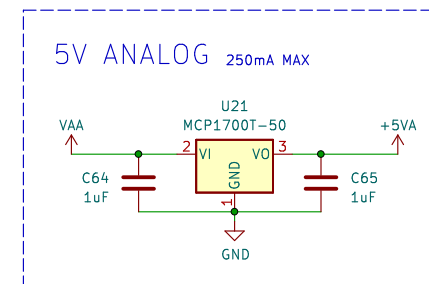 5V ANALOG 250mA MAX
U21
MCP1700T-50
VAA
+5VA
2 VI VO 3
GND
1
C64
1uF
C65
1uF
GND